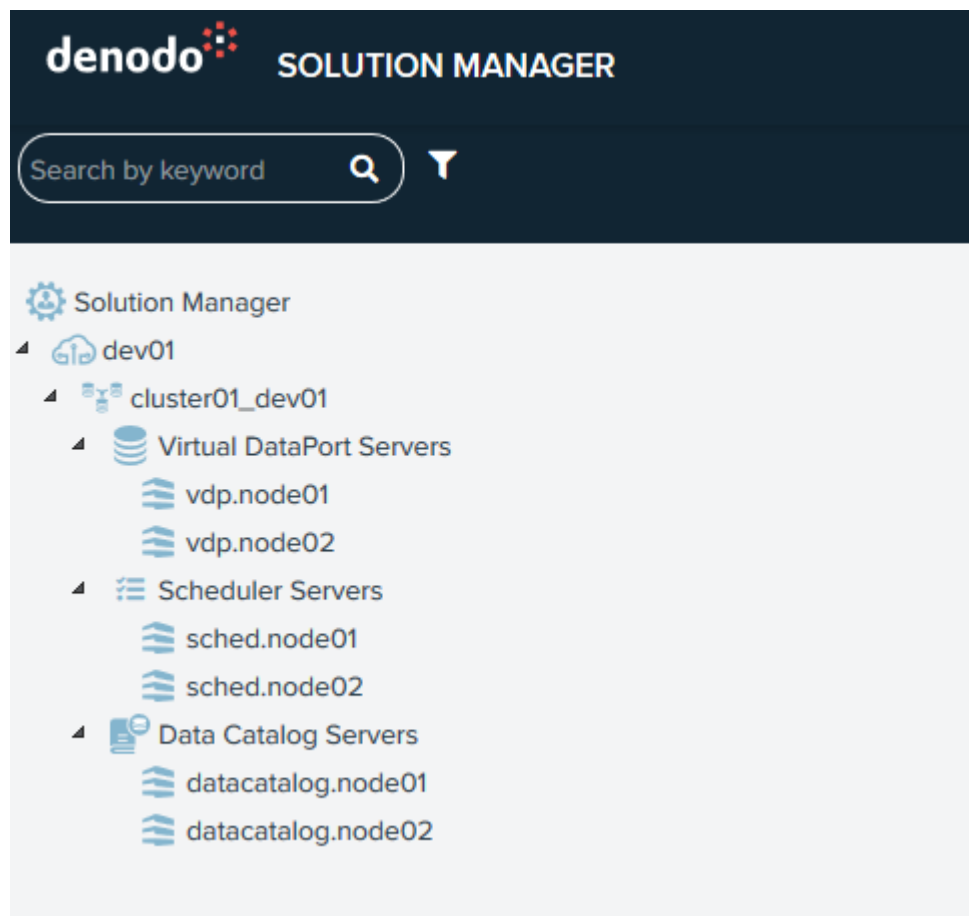 denodo SOLUTION MANAGER
Search by keyword
Solution Manager
dev01
cluster01_dev01
Virtual DataPort Servers
vdp.node01
vdp.node02
Scheduler Servers
sched.node01
sched.node02
Data Catalog Servers
datacatalog.node01
datacatalog.node02